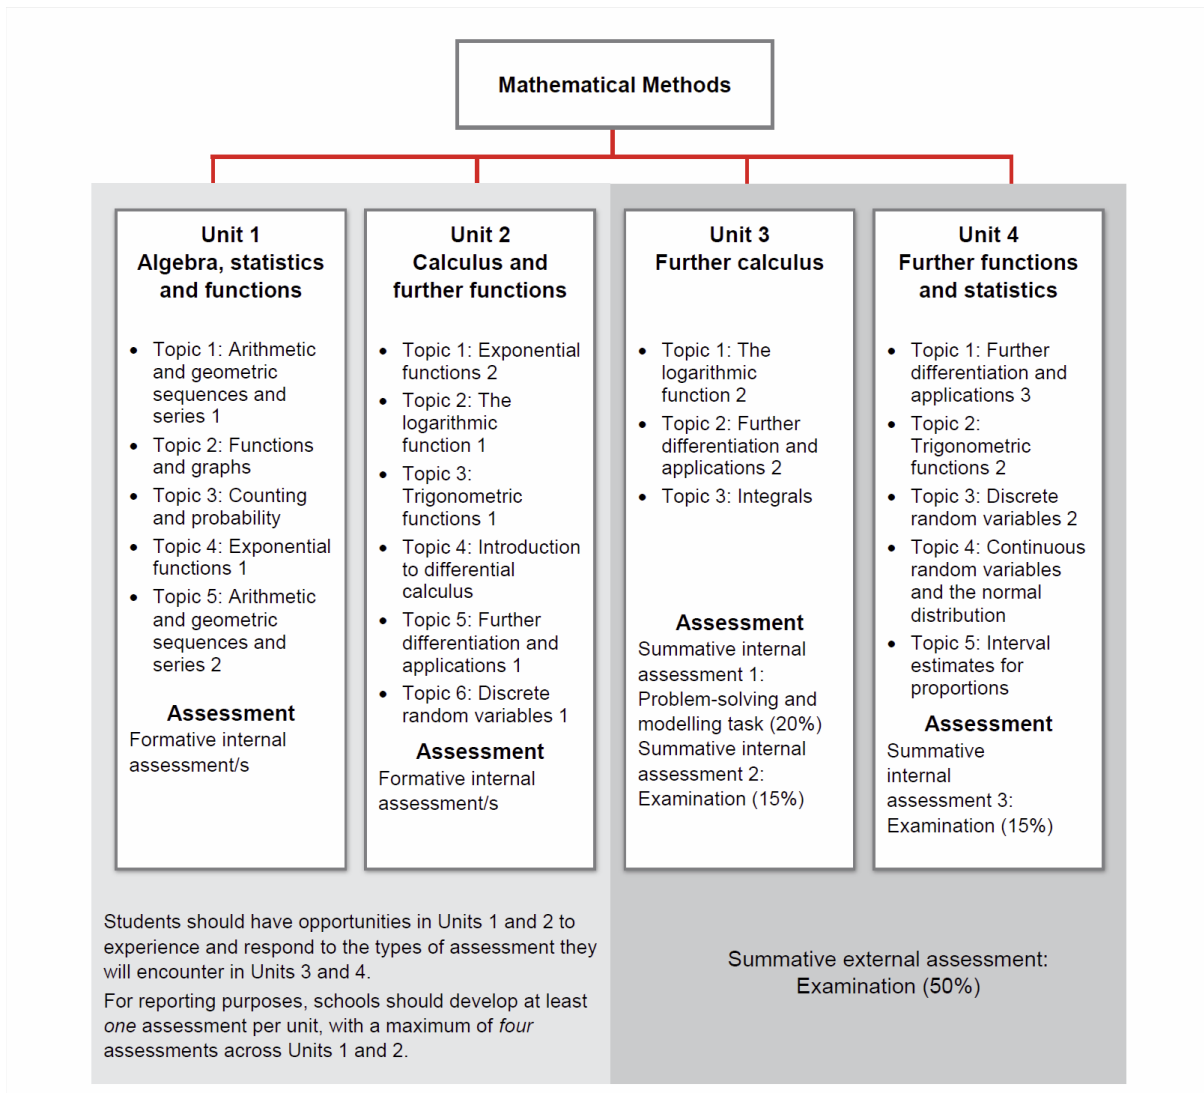 Mathematical Methods
Unit 1
Algebra, statistics
and functions
• Topic 1: Arithmetic
and geometric
sequences and
series 1
• Topic 2: Functions
and graphs
• Topic 3: Counting
and probability
• Topic 4: Exponential
functions 1
• Topic 5: Arithmetic
and geometric
sequences and
series 2
Assessment
Formative internal
assessment/s
Unit 2
Calculus and
further functions
• Topic 1: Exponential
functions 2
• Topic 2: The
logarithmic
function 1
• Topic 3:
Trigonometric
functions 1
• Topic 4: Introduction
to differential
calculus
• Topic 5: Further
differentiation and
applications 1
• Topic 6: Discrete
random variables 1
Assessment
Formative internal
assessment/s
Unit 3
Further calculus
• Topic 1: The
logarithmic
function 2
• Topic 2: Further
differentiation and
applications 2
• Topic 3: Integrals
Assessment
Summative internal
assessment 1:
Problem-solving and
modelling task (20%)
Summative internal
assessment 2:
Examination (15%)
Unit 4
Further functions
and statistics
• Topic 1: Further
differentiation and
applications 3
• Topic 2:
Trigonometric
functions 2
• Topic 3: Discrete
random variables 2
• Topic 4: Continuous
random variables
and the normal
distribution
• Topic 5: Interval
estimates for
proportions
Assessment
Summative
internal
assessment 3:
Examination (15%)
Students should have opportunities in Units 1 and 2 to
experience and respond to the types of assessment they
will encounter in Units 3 and 4.
For reporting purposes, schools should develop at least
one assessment per unit, with a maximum of four
assessments across Units 1 and 2.
Summative external assessment:
Examination (50%)